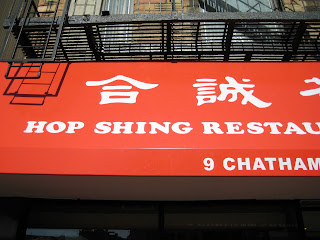 合 誠
HOP SHING RESTAU
9 CHATHAM